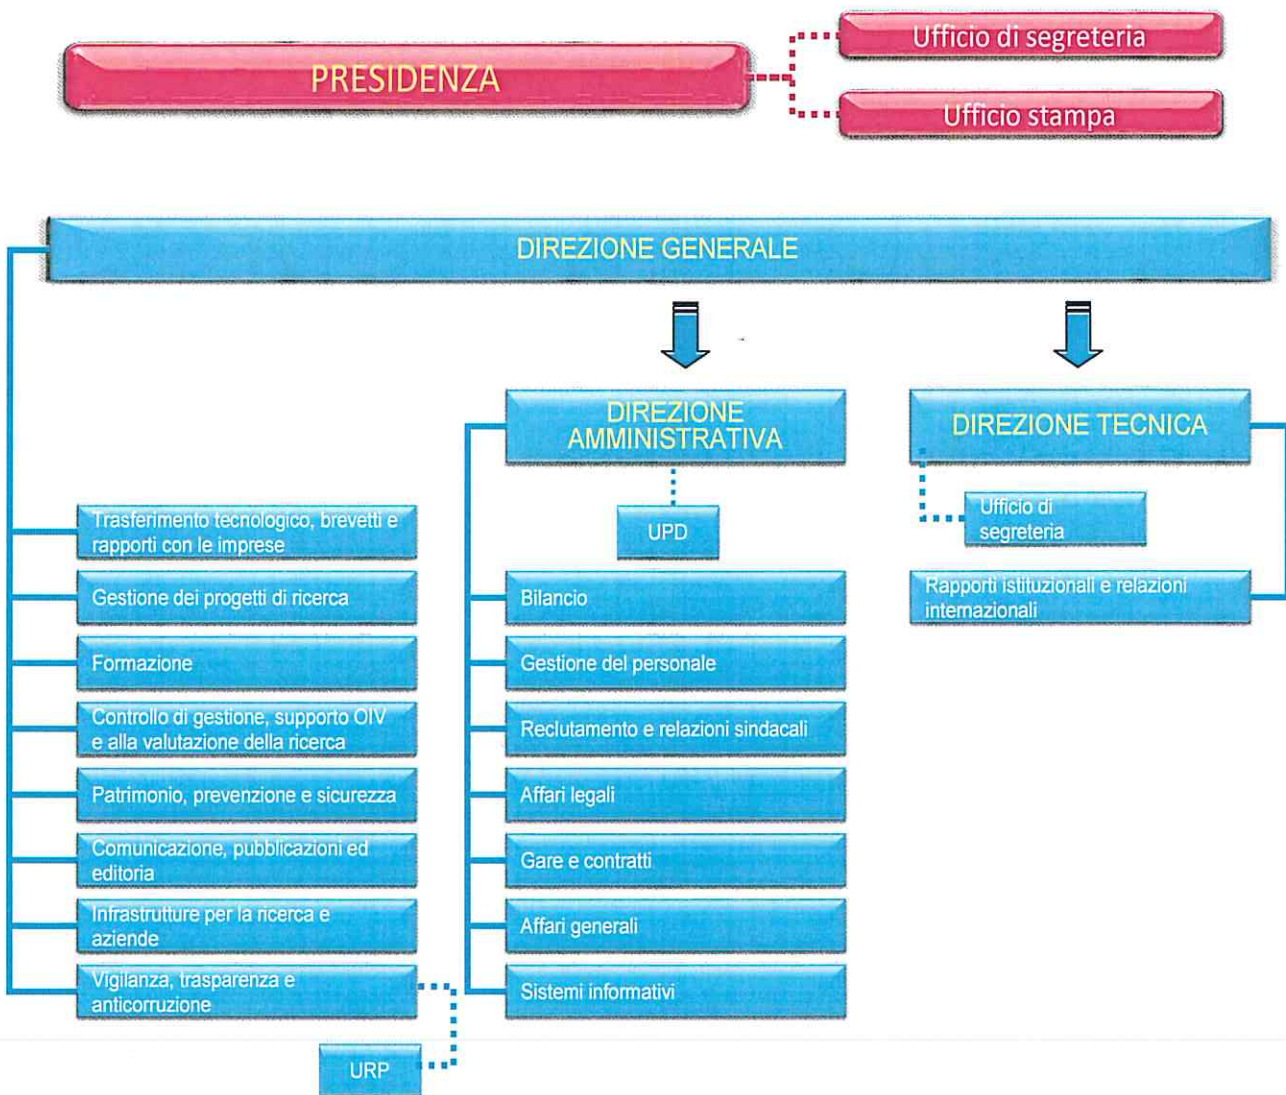 PRESIDENZA
Ufficio di segreteria
Ufficio stampa
DIREZIONE GENERALE
Trasferimento tecnologico, brevetti e
rapporti con le imprese
Gestione dei progetti di ricerca
Formazione
Controllo di gestione, supporto OIV
e alla valutazione della ricerca
Patrimonio, prevenzione e sicurezza
Comunicazione, pubblicazioni ed
editoria
Infrastrutture per la ricerca e
aziende
Vigilanza, trasparenza e
anticorruzione
URP
DIREZIONE
AMMINISTRATIVA
UPD
Bilancio
Gestione del personale
Reclutamento e relazioni sindacali
Affari legali
Gare e contratti
Affari generali
Sistemi informativi
DIREZIONE TECNICA
Ufficio di
segreteria
Rapporti istituzionali e relazioni
internazionali